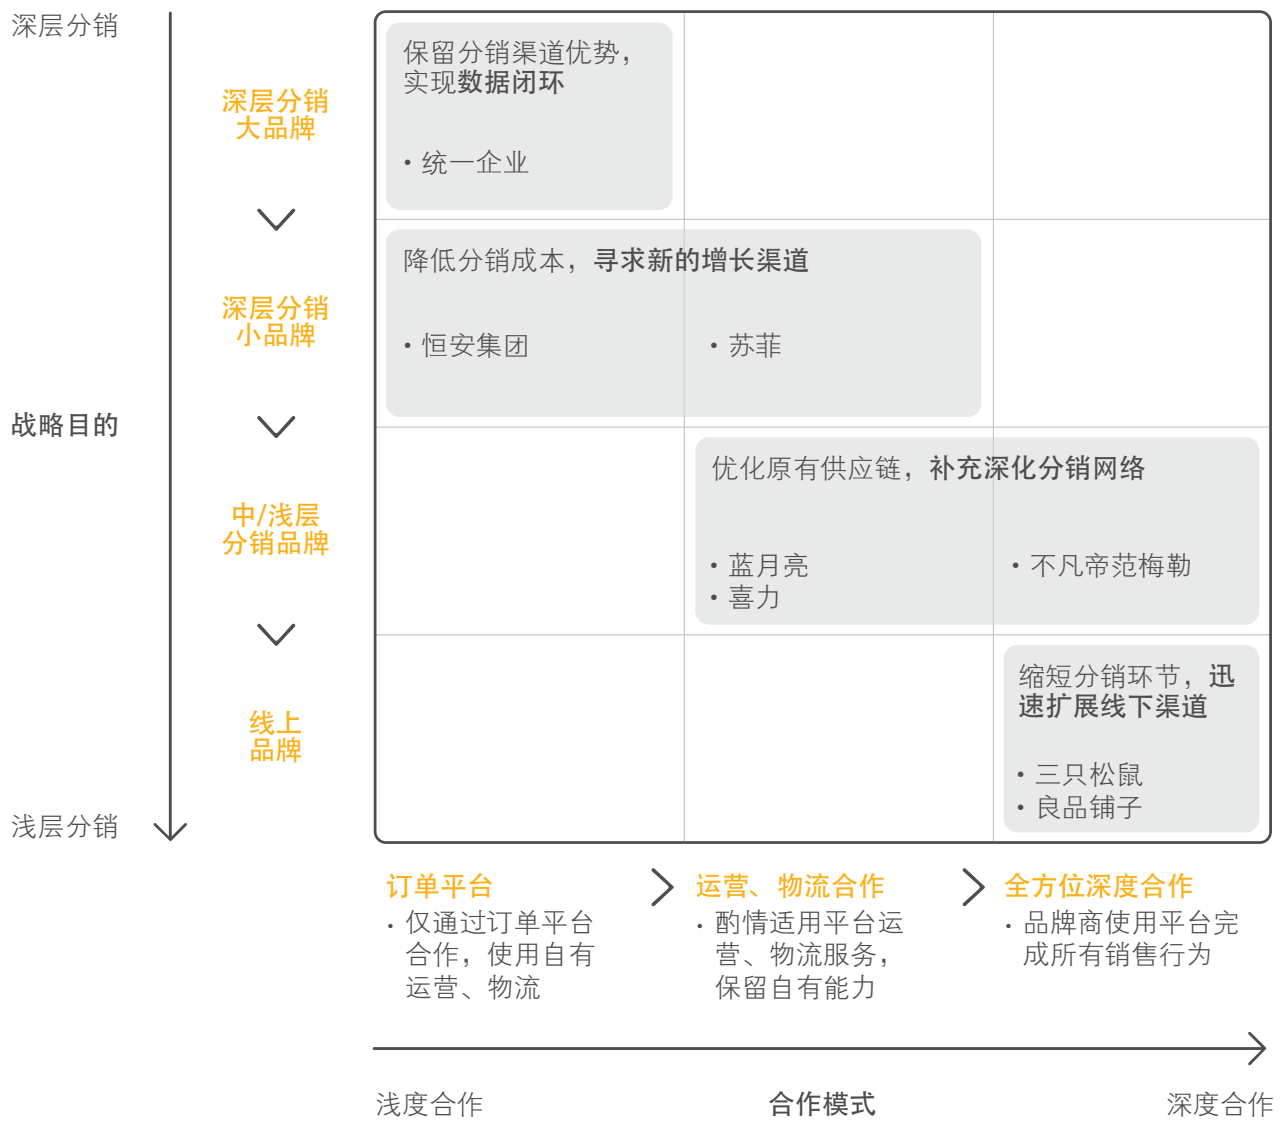 深层分销
深层分销
大品牌
保留分销渠道优势，
实现数据闭环
• 统一企业
深层分销
小品牌
降低分销成本，寻求新的增长渠道
• 恒安集团
• 苏菲
战略目的
中/浅层
分销品牌
优化原有供应链，补充深化分销网络
• 蓝月亮
• 喜力
• 不凡帝范梅勒
线上
品牌
缩短分销环节，迅
速扩展线下渠道
• 三只松鼠
• 良品铺子
浅层分销
订单平台
• 仅通过订单平台
合作，使用自有
运营、物流
运营、物流合作
• 酌情适用平台运
营、物流服务，
保留自有能力
全方位深度合作
• 品牌商使用平台完
成所有销售行为
浅度合作
合作模式
深度合作